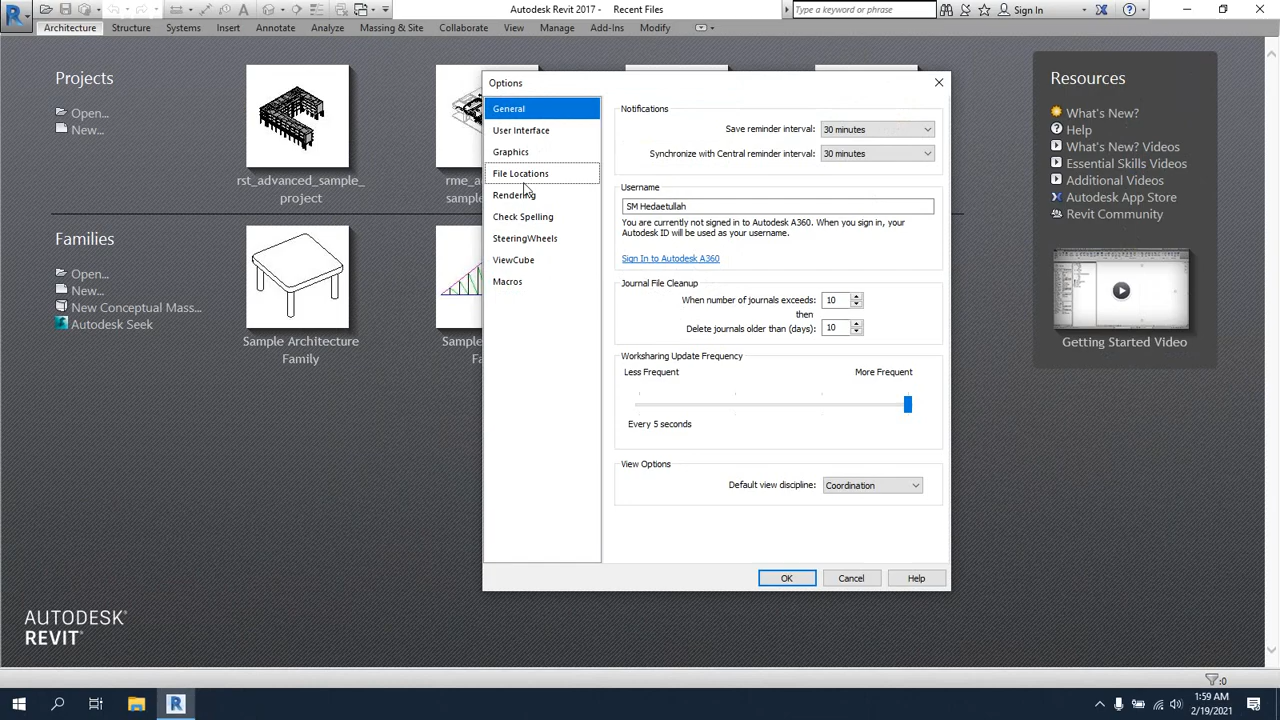 Autodesk Revit 2017 - Recent Files
Type a keyword or phrase
Sign In
Architecture Structure Systems Insert Annotate Analyze Massing & Site Collaborate View Manage Add-Ins Modify
Projects
Open...
New...
rst_advanced_sample_
project
Families
Open...
New...
New Conceptual Mass...
Autodesk Seek
Sample Architecture
Family
Options
General
User Interface
Graphics
File Locations
Rendering
Check Spelling
SteeringWheels
ViewCube
Macros
Notifications
Save reminder interval: 30 minutes
Synchronize with Central reminder interval: 30 minutes
Username
SM Hedaetullah
You are currently not signed in to Autodesk A360. When you sign in, your
Autodesk ID will be used as your username.
Sign In to Autodesk A360
Journal File Cleanup
When number of journals exceeds: 10
then
Delete journals older than (days): 10
Worksharing Update Frequency
Less Frequent More Frequent
Every 5 seconds
View Options
Default view discipline: Coordination
OK Cancel Help
Resources
What's New?
Help
What's New? Videos
Essential Skills Videos
Additional Videos
Autodesk App Store
Revit Community
Getting Started Video
AUTODESK®
REVIT®
:0
1:59 AM
2/19/2021